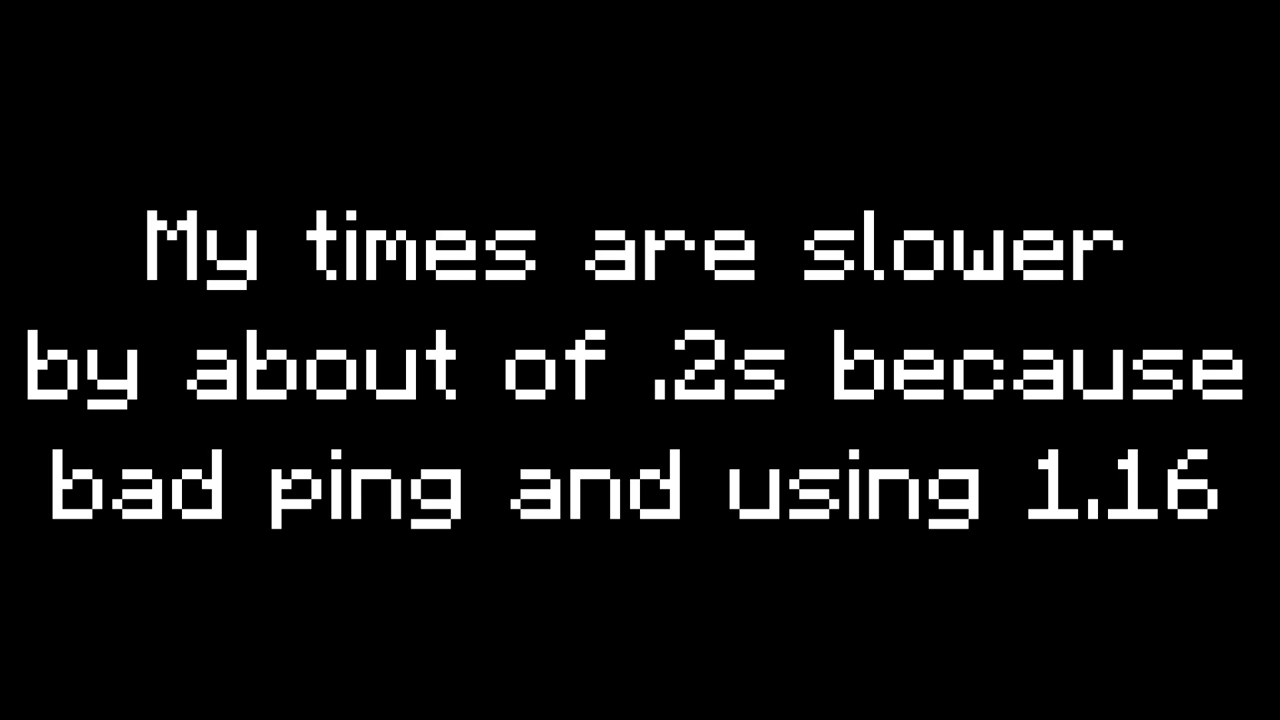 My times are slower
by about of .2s because
bad ping and using 1.16